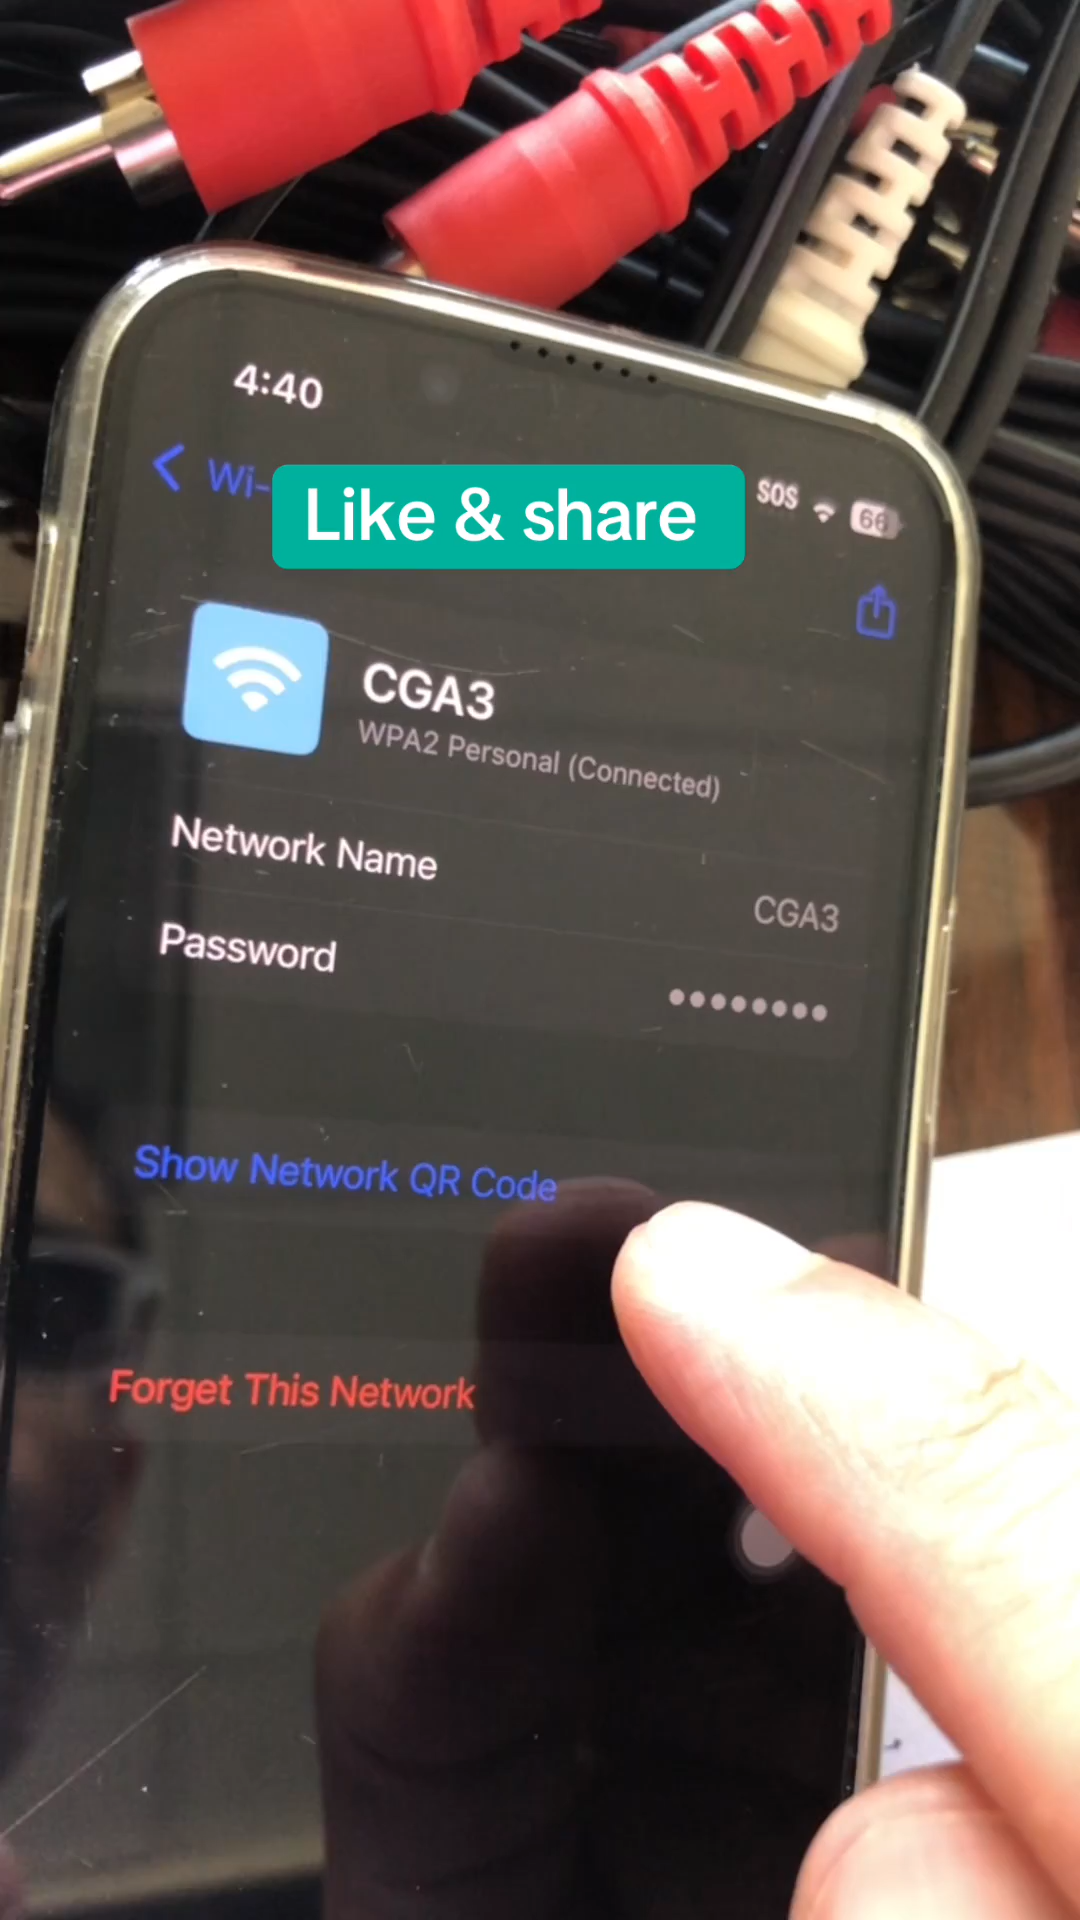 4:40
SOS 66
Wi-
Like & share
CGA3
WPA2 Personal (Connected)
Network Name
CGA3
Password
••••••••
Show Network QR Code
Forget This Network